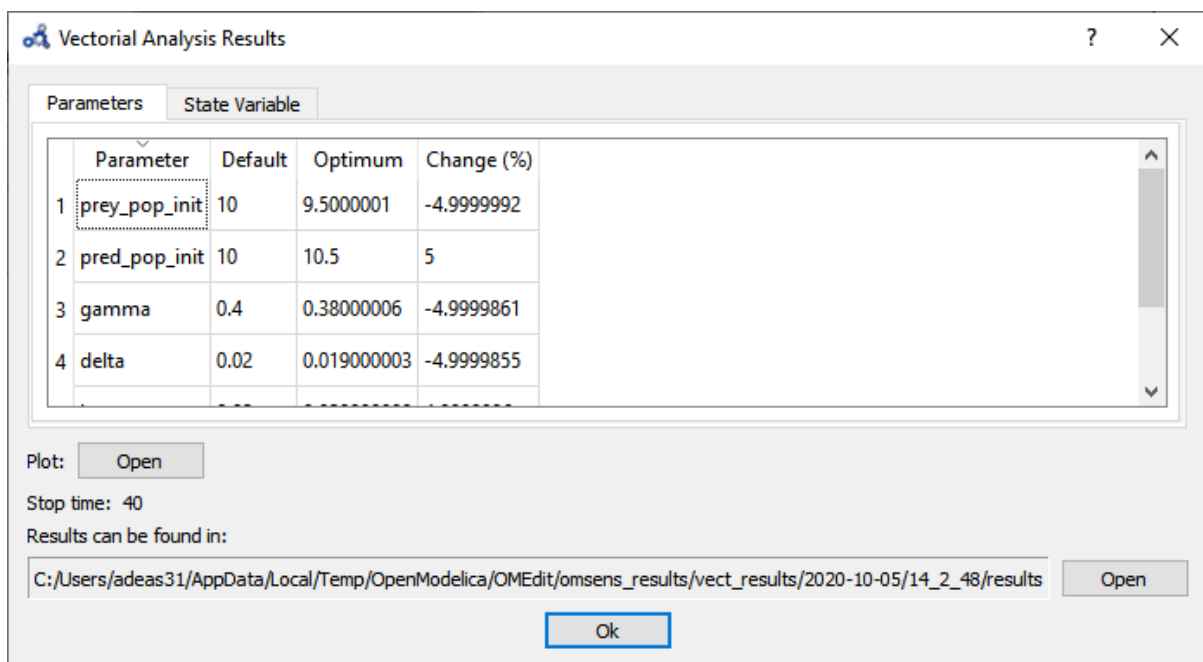 Vectorial Analysis Results ?
Parameters State Variable
Parameter Default Optimum Change (%)
1 prey_pop_init 10 9.5000001 -4.9999992
2 pred_pop_init 10 10.5 5
3 gamma 0.4 0.38000006 -4.9999861
4 delta 0.02 0.019000003 -4.9999855
Plot: Open
Stop time: 40
Results can be found in:
C:/Users/adeas31/AppData/Local/Temp/OpenModelica/OMEdit/omsens_results/vect_results/2020-10-05/14_2_48/results Open
Ok